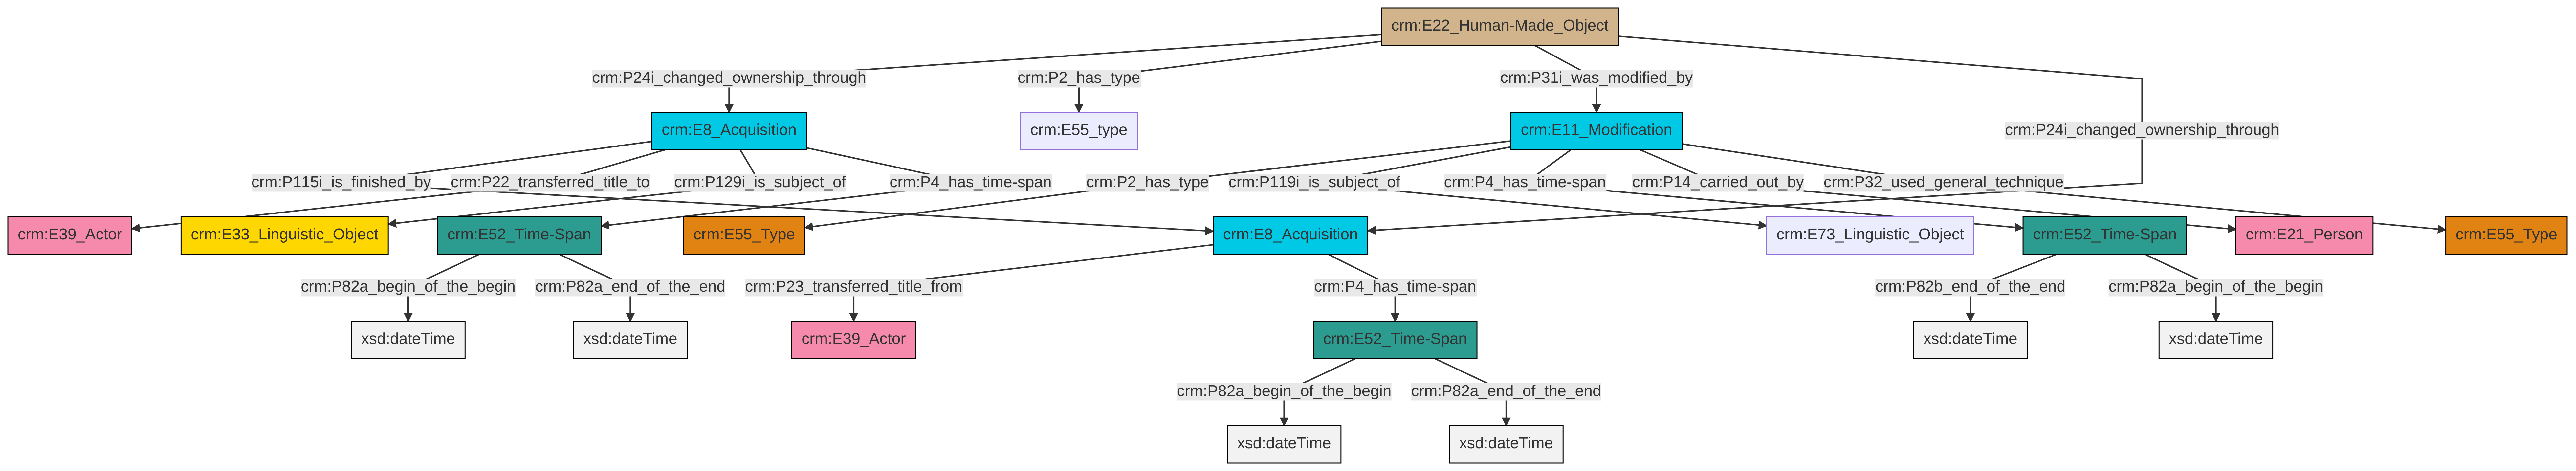 crm:E22_Human-Made_Object
crm:P24i_changed_ownership_through
crm:P2_has_type
crm:P31i_was_modified_by
crm:E8_Acquisition
crm:E55_type
crm:E11_Modification
crm:P24i_changed_ownership_through
crm:P115i_is_finished_by
crm:P22_transferred_title_to
crm:P129i_is_subject_of
crm:P4_has_time-span
crm:P2_has_type
crm:P119i_is_subject_of
crm:P4_has_time-span
crm:P14_carried_out_by
crm:P32_used_general_technique
crm:E39_Actor
crm:E33_Linguistic_Object
crm:E52_Time-Span
crm:E55_Type
crm:E8_Acquisition
crm:E73_Linguistic_Object
crm:E52_Time-Span
crm:E21_Person
crm:E55_Type
crm:P82a_begin_of_the_begin
crm:P82a_end_of_the_end
crm:P23_transferred_title_from
crm:P4_has_time-span
crm:P82b_end_of_the_end
crm:P82a_begin_of_the_begin
xsd:dateTime
xsd:dateTime
crm:E39_Actor
crm:E52_Time-Span
xsd:dateTime
xsd:dateTime
crm:P82a_begin_of_the_begin
crm:P82a_end_of_the_end
xsd:dateTime
xsd:dateTime